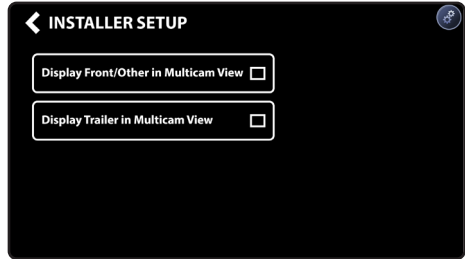 INSTALLER SETUP
Display Front/Other in Multicam View
Display Trailer in Multicam View